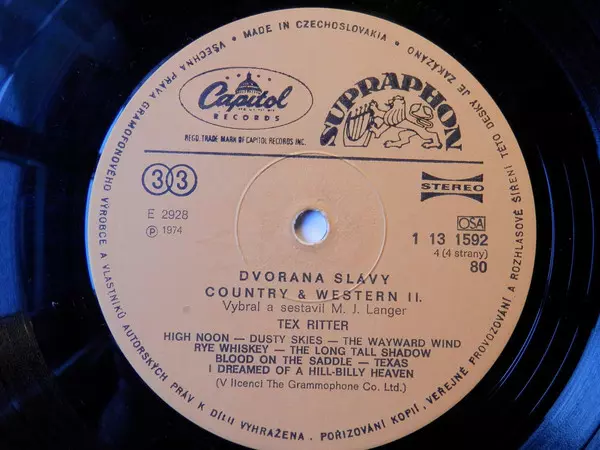 VŠECHNA PRÁVA GRAMOFONOVÉHO VÝROBCE A VLASTNÍKŮ AUTORSKÝCH PRÁV K DÍLU VYHRAŽENA. POŘIZOVÁNÍ KOPIÍ, VEŘEJNÉ PROVOZOVÁNÍ A ROZHLASOVÉ ŠÍŘENÍ TÉTO DESKY JE ZAKÁZÁNO
MADE IN CZECHOSLOVAKIA
Capitol
RECORDS
REG'D. TRADE MARK OF CAPITOL RECORDS INC.
SUPRAPHON
33
STEREO
E 2928
℗ 1974
OSA
1 13 1592
4 (4 strany)
80
DVORANA SLÁVY
COUNTRY & WESTERN II.
Vybral a sestavil M. J. Langer
TEX RITTER
HIGH NOON — DUSTY SKIES — THE WAYWARD WIND
RYE WHISKEY — THE LONG TALL SHADOW
BLOOD ON THE SADDLE — TEXAS
I DREAMED OF A HILL-BILLY HEAVEN
(V licenci The Grammophone Co. Ltd.)